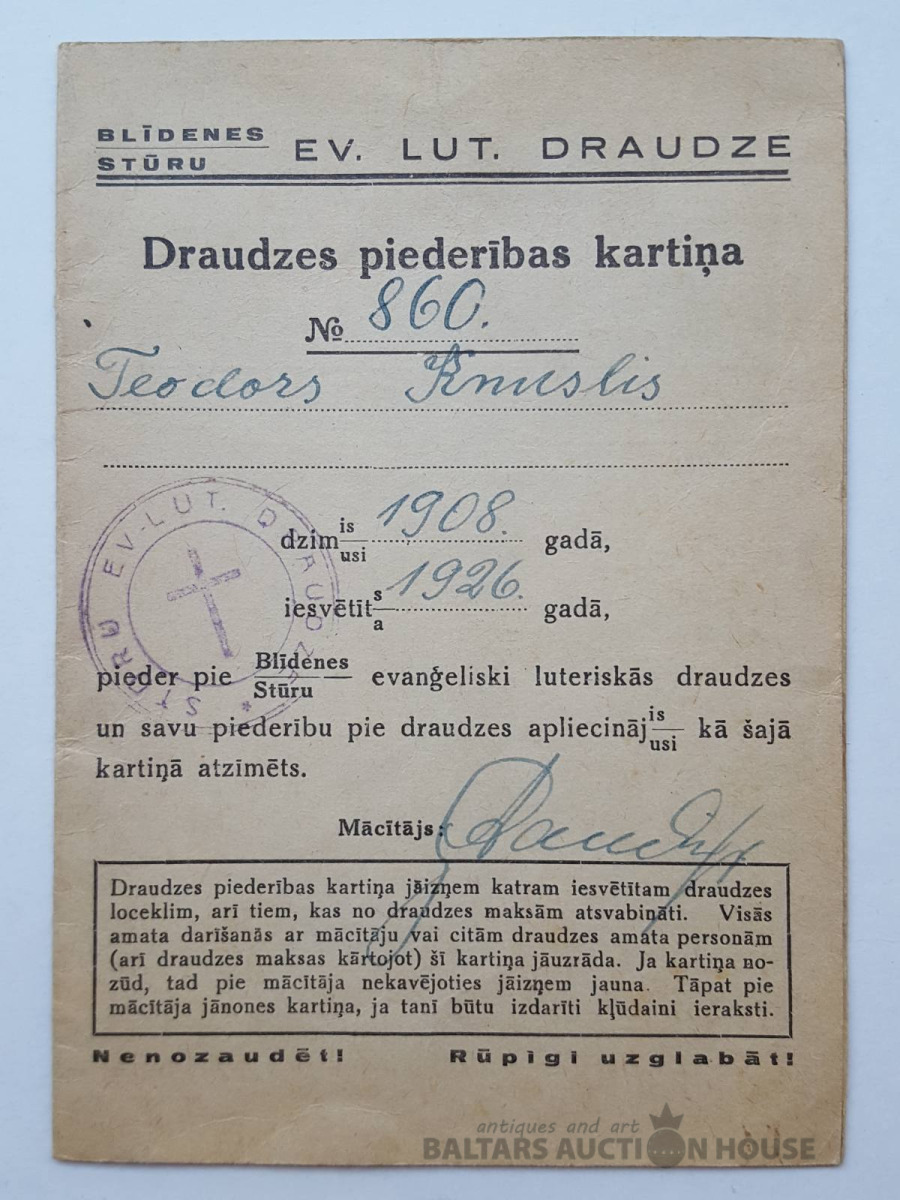 BLĪDENES
STŪRU
EV. LUT. DRAUDZE
Draudzes piederības kartiņa
№ 860.
Teodors Knuslis
dzim is/usi 1908. gadā,
iesvētīt s/a 1926. gadā,
pieder pie Blīdenes/Stūru evaņģeliski luteriskās draudzes
un savu piederību pie draudzes apliecināj is/usi kā šajā
kartiņā atzīmēts.
STŪRU EV.-LUT. DRAUDZE *
Mācītājs:
Draudzes piederības kartiņa jāizņem katram iesvētītam draudzes
loceklim, arī tiem, kas no draudzes maksām atsvabināti. Visās
amata darīšanās ar mācītāju vai citām draudzes amata personām
(arī draudzes maksas kārtojot) šī kartiņa jāuzrāda. Ja kartiņa no-
zūd, tad pie mācītāja nekavējoties jāizņem jauna. Tāpat pie
mācītāja jānones kartiņa, ja tanī būtu izdarīti kļūdaini ieraksti.
Nenozaudēt! Rūpīgi uzglabāt!
antiques and art
BALTARS AUCTION HOUSE